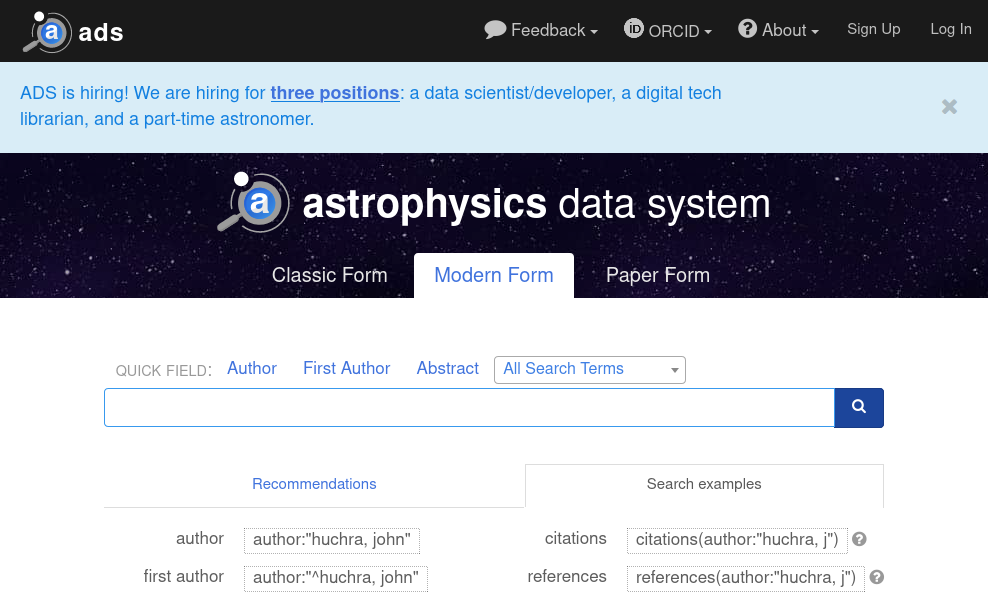 a ads
Feedback
iD ORCID
? About
Sign Up
Log In
ADS is hiring! We are hiring for three positions: a data scientist/developer, a digital tech
librarian, and a part-time astronomer.
a astrophysics data system
Classic Form
Modern Form
Paper Form
QUICK FIELD: Author First Author Abstract All Search Terms
Recommendations
Search examples
author author:"huchra, john"
citations citations(author:"huchra, j") ?
first author author:"^huchra, john"
references references(author:"huchra, j") ?